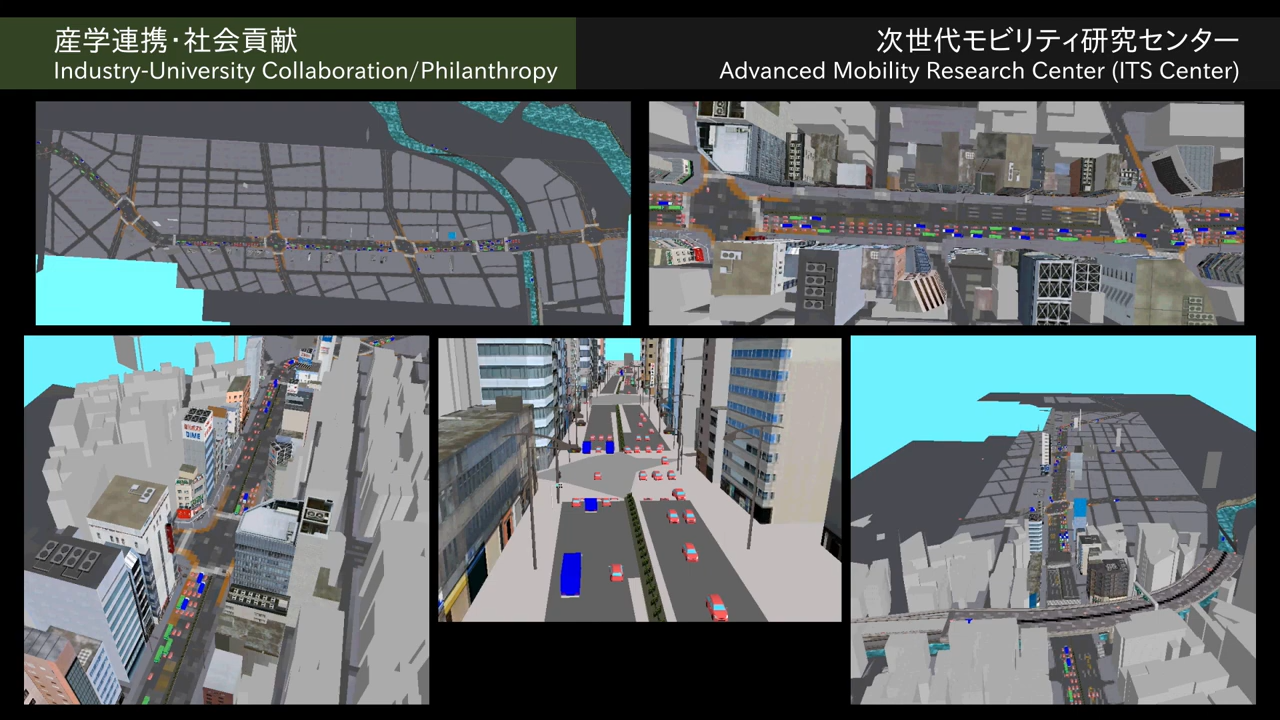 産学連携・社会貢献
Industry-University Collaboration/Philanthropy
次世代モビリティ研究センター
Advanced Mobility Research Center (ITS Center)